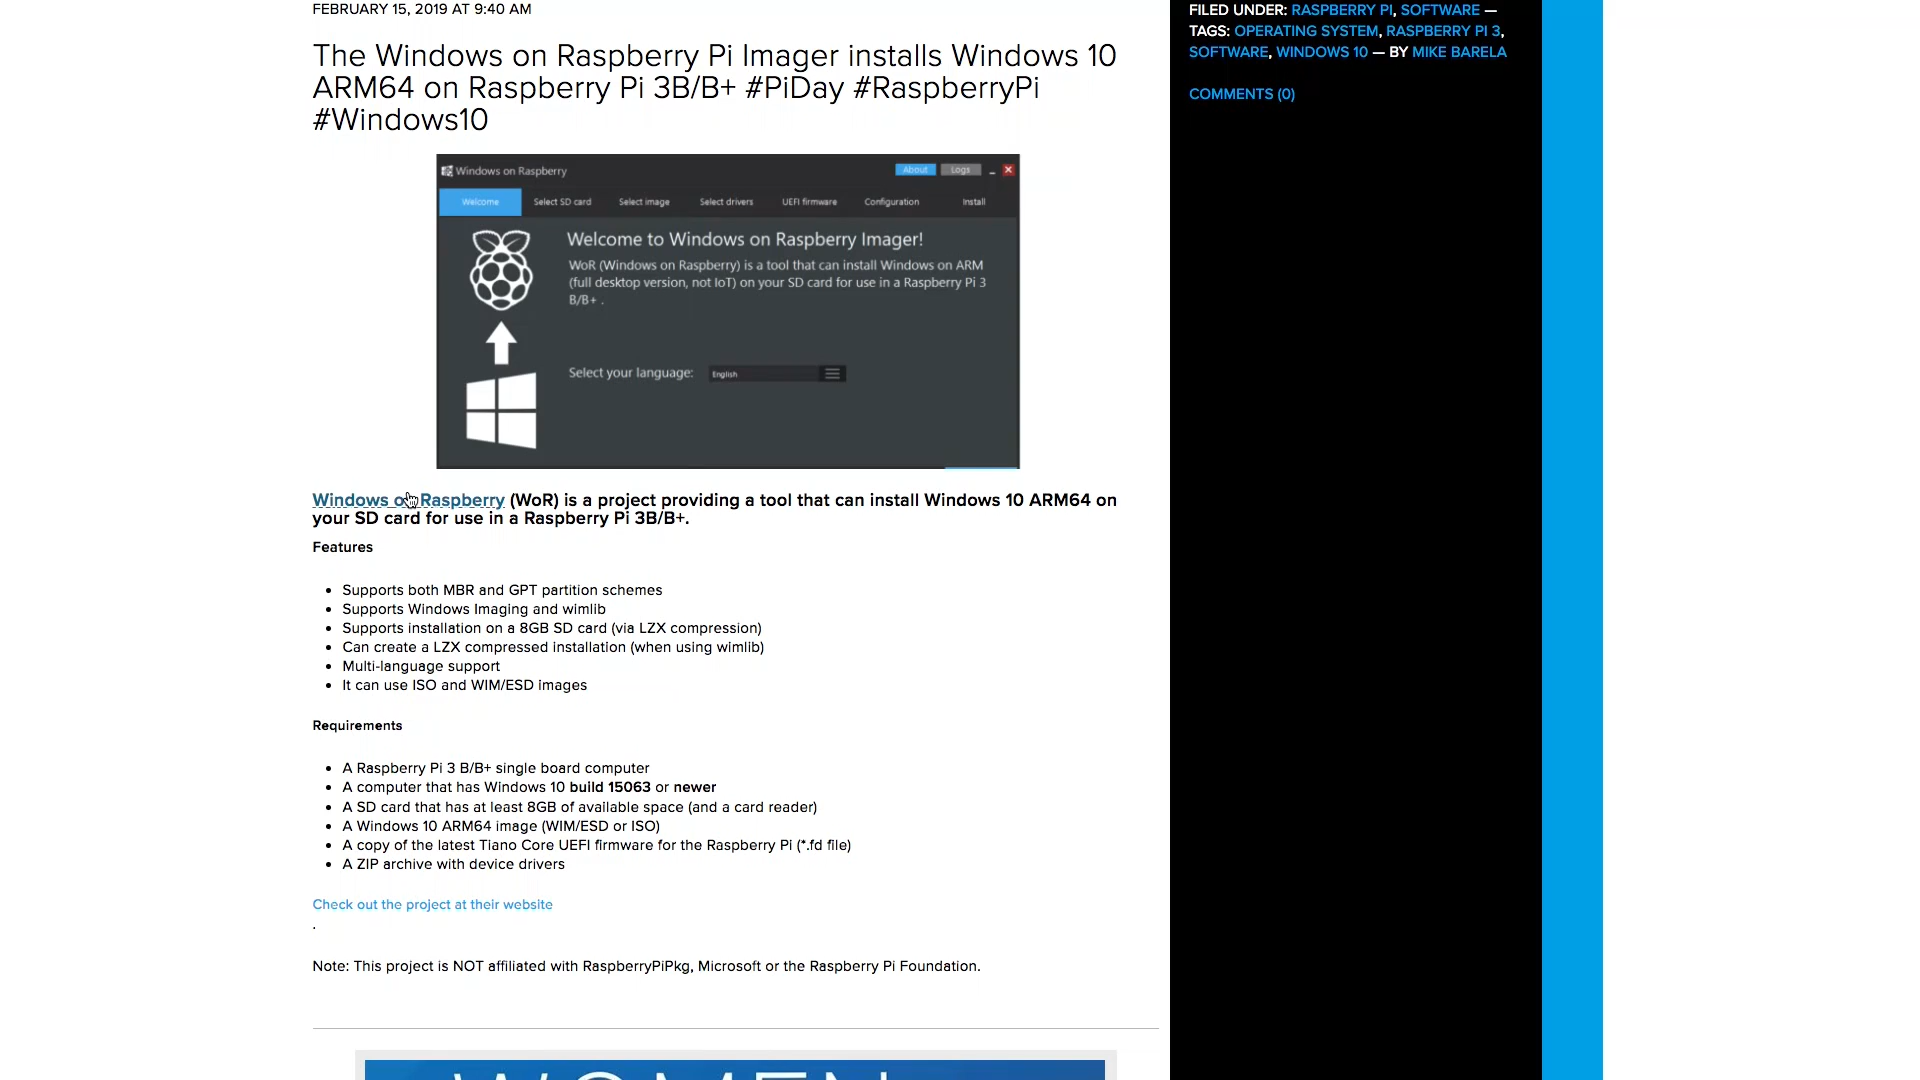 FEBRUARY 15, 2019 AT 9:40 AM
The Windows on Raspberry Pi Imager installs Windows 10
ARM64 on Raspberry Pi 3B/B+ #PiDay #RaspberryPi
#Windows10
Windows on Raspberry
About
Logs
Welcome
Select SD card
Select image
Select drivers
UEFI firmware
Configuration
Install
Welcome to Windows on Raspberry Imager!
WoR (Windows on Raspberry) is a tool that can install Windows on ARM
(full desktop version, not IoT) on your SD card for use in a Raspberry Pi 3
B/B+ .
Select your language:
English
Windows on Raspberry (WoR) is a project providing a tool that can install Windows 10 ARM64 on
your SD card for use in a Raspberry Pi 3B/B+.
Features
Supports both MBR and GPT partition schemes
Supports Windows Imaging and wimlib
Supports installation on a 8GB SD card (via LZX compression)
Can create a LZX compressed installation (when using wimlib)
Multi-language support
It can use ISO and WIM/ESD images
Requirements
A Raspberry Pi 3 B/B+ single board computer
A computer that has Windows 10 build 15063 or newer
A SD card that has at least 8GB of available space (and a card reader)
A Windows 10 ARM64 image (WIM/ESD or ISO)
A copy of the latest Tiano Core UEFI firmware for the Raspberry Pi (*.fd file)
A ZIP archive with device drivers
Check out the project at their website
.
Note: This project is NOT affiliated with RaspberryPiPkg, Microsoft or the Raspberry Pi Foundation.
WOMEN
FILED UNDER: RASPBERRY PI, SOFTWARE —
TAGS: OPERATING SYSTEM, RASPBERRY PI 3,
SOFTWARE, WINDOWS 10 — BY MIKE BARELA
COMMENTS (0)